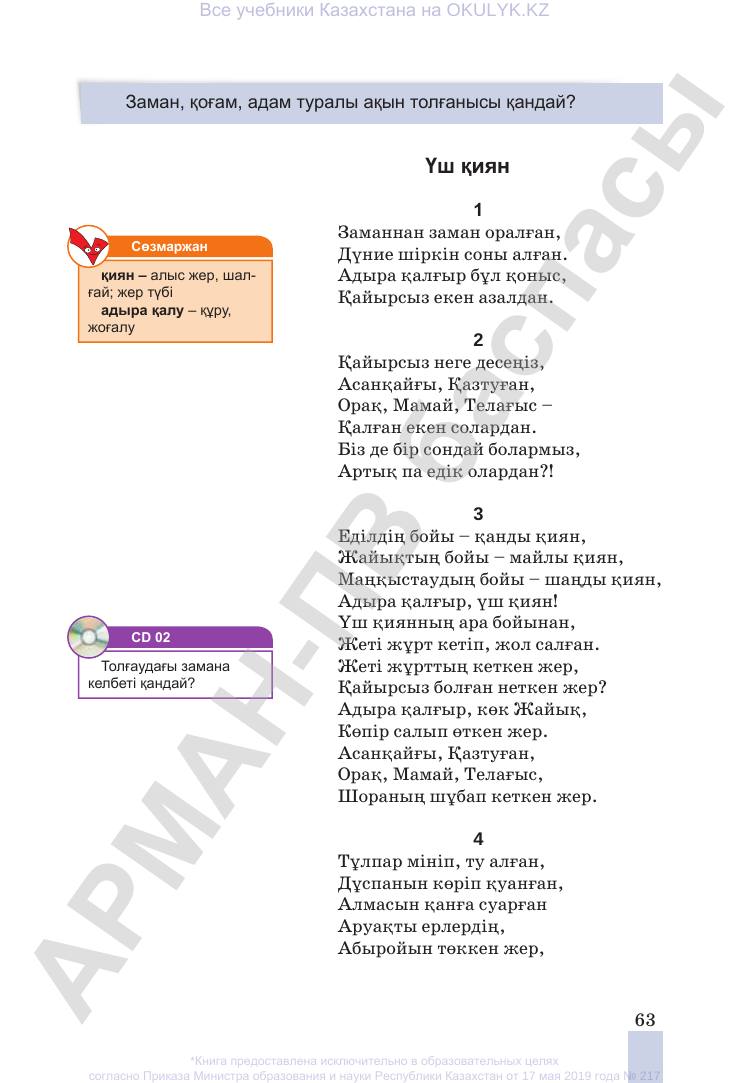 Все учебники Казахстана на OKULYK.KZ
Заман, қоғам, адам туралы ақын толғанысы қандай?
Үш қиян
1
Заманнан заман оралған,
Дүние шіркін соны алған.
Адыра қалғыр бұл қоныс,
Қайырсыз екен азалдан.
Сөзмаржан
қиян – алыс жер, шал-
ғай; жер түбі
адыра қалу – құру,
жоғалу
2
Қайырсыз неге десеңіз,
Асанқайғы, Қазтуған,
Орақ, Мамай, Телағыс –
Қалған екен солардан.
Біз де бір сондай болармыз,
Артық па едік олардан?!
3
Еділдің бойы – қанды қиян,
Жайықтың бойы – майлы қиян,
Маңқыстаудың бойы – шаңды қиян,
Адыра қалғыр, үш қиян!
Үш қиянның ара бойынан,
Жеті жұрт кетіп, жол салған.
Жеті жұрттың кеткен жер,
Қайырсыз болған неткен жер?
Адыра қалғыр, көк Жайық,
Көпір салып өткен жер.
Асанқайғы, Қазтуған,
Орақ, Мамай, Телағыс,
Шораның шұбап кеткен жер.
CD 02
Толғаудағы замана
келбеті қандай?
4
Тұлпар мініп, ту алған,
Дұспанын көріп қуанған,
Алмасын қанға суарған
Аруақты ерлердің,
Абыройын төккен жер,
АРМАН-ПВ баспасы
63
*Книга предоставлена исключительно в образовательных целях
согласно Приказа Министра образования и науки Республики Казахстан от 17 мая 2019 года № 217